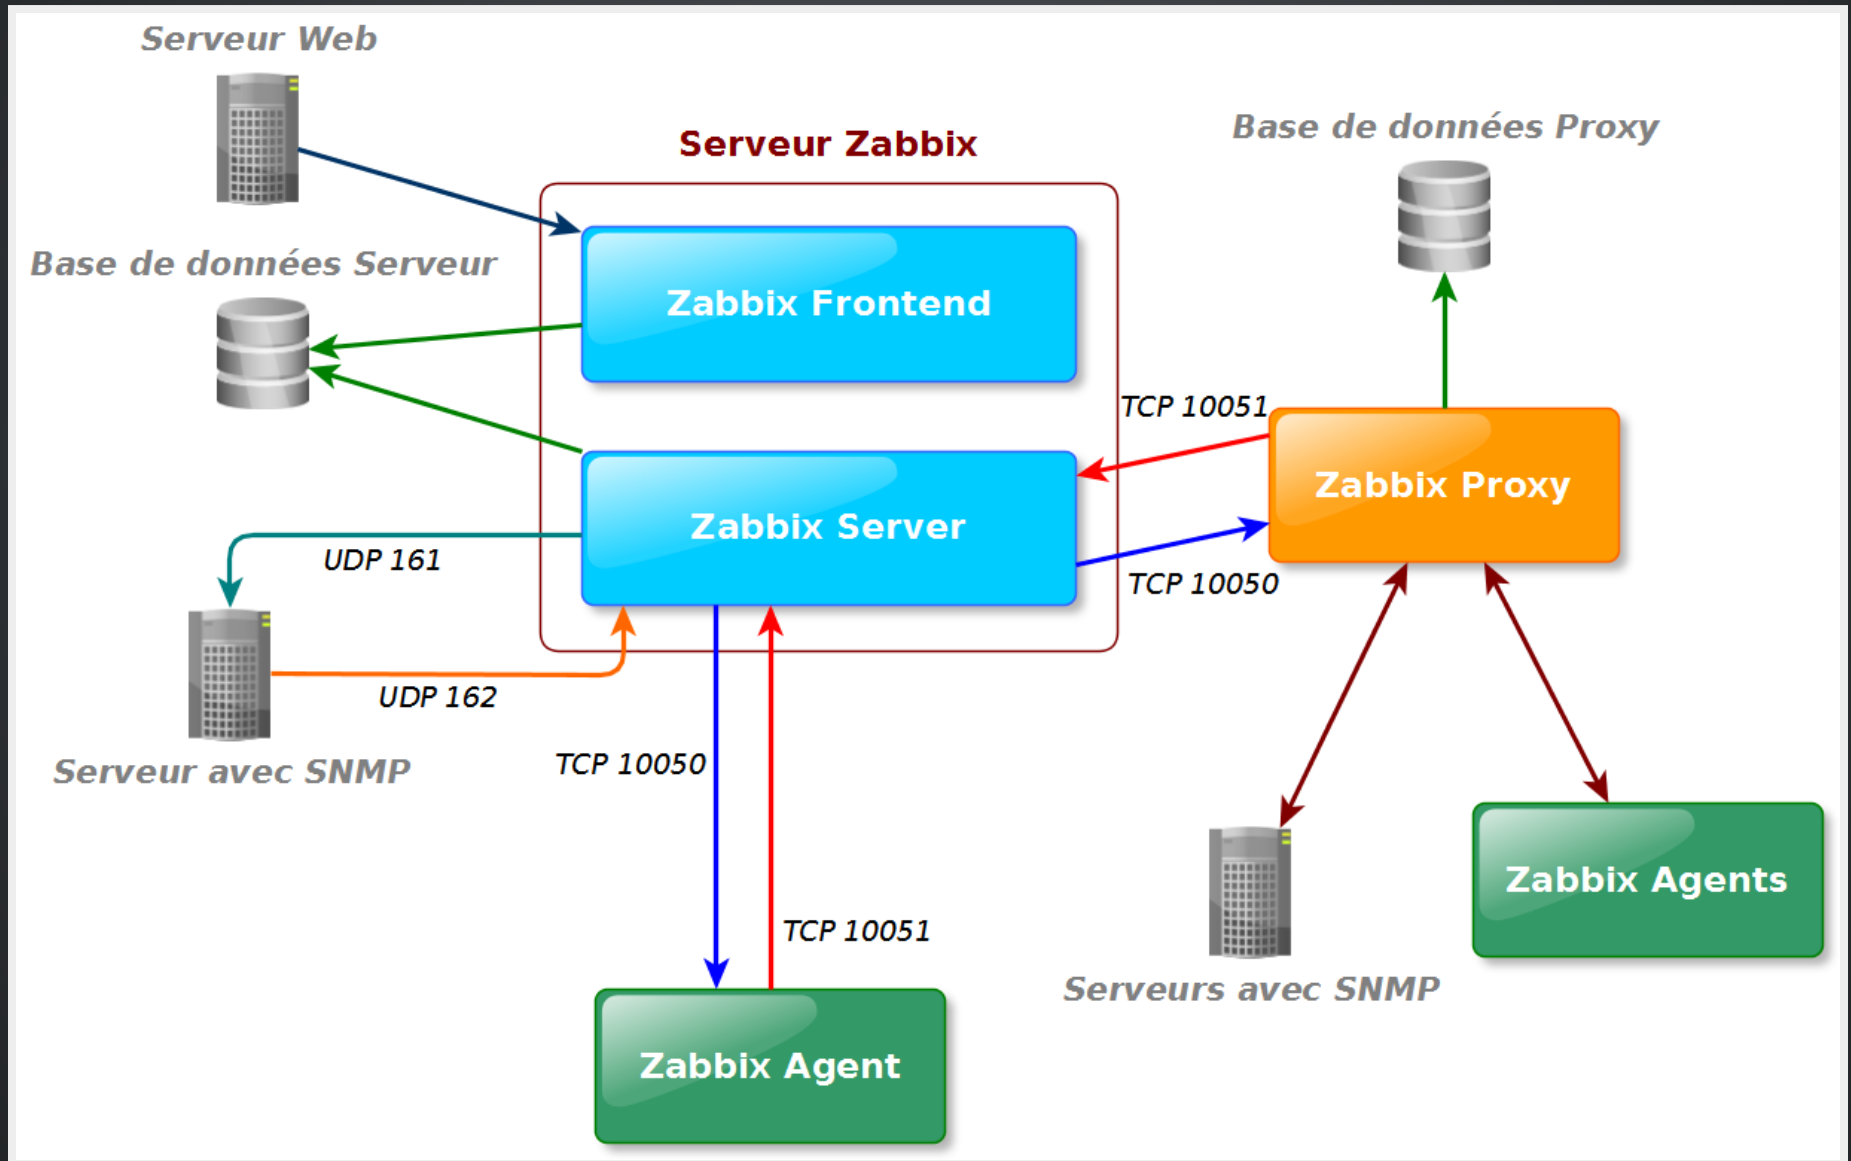 Serveur Web
Base de données Proxy
Serveur Zabbix
Base de données Serveur
Zabbix Frontend
TCP 10051
Zabbix Proxy
Zabbix Server
UDP 161
TCP 10050
UDP 162
Serveur avec SNMP
TCP 10050
Zabbix Agents
TCP 10051
Serveurs avec SNMP
Zabbix Agent